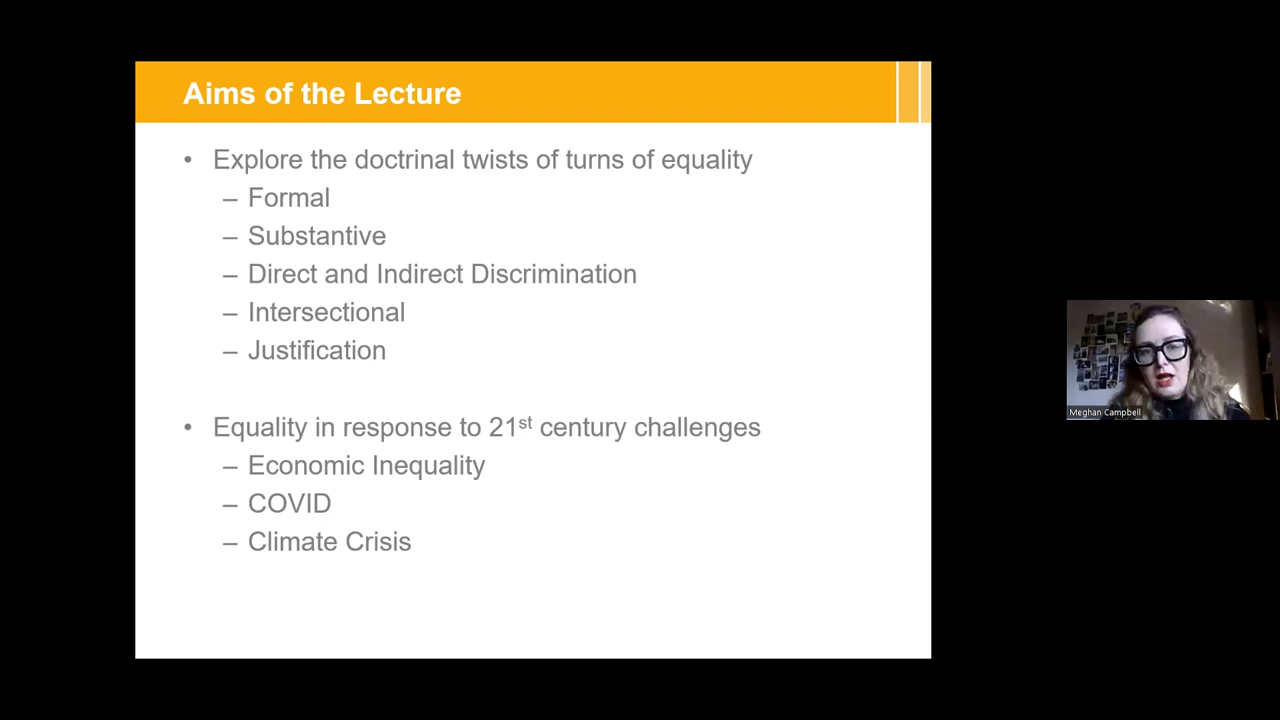 Aims of the Lecture
• Explore the doctrinal twists of turns of equality
– Formal
– Substantive
– Direct and Indirect Discrimination
– Intersectional
– Justification
• Equality in response to 21st century challenges
– Economic Inequality
– COVID
– Climate Crisis
Meghan Campbell